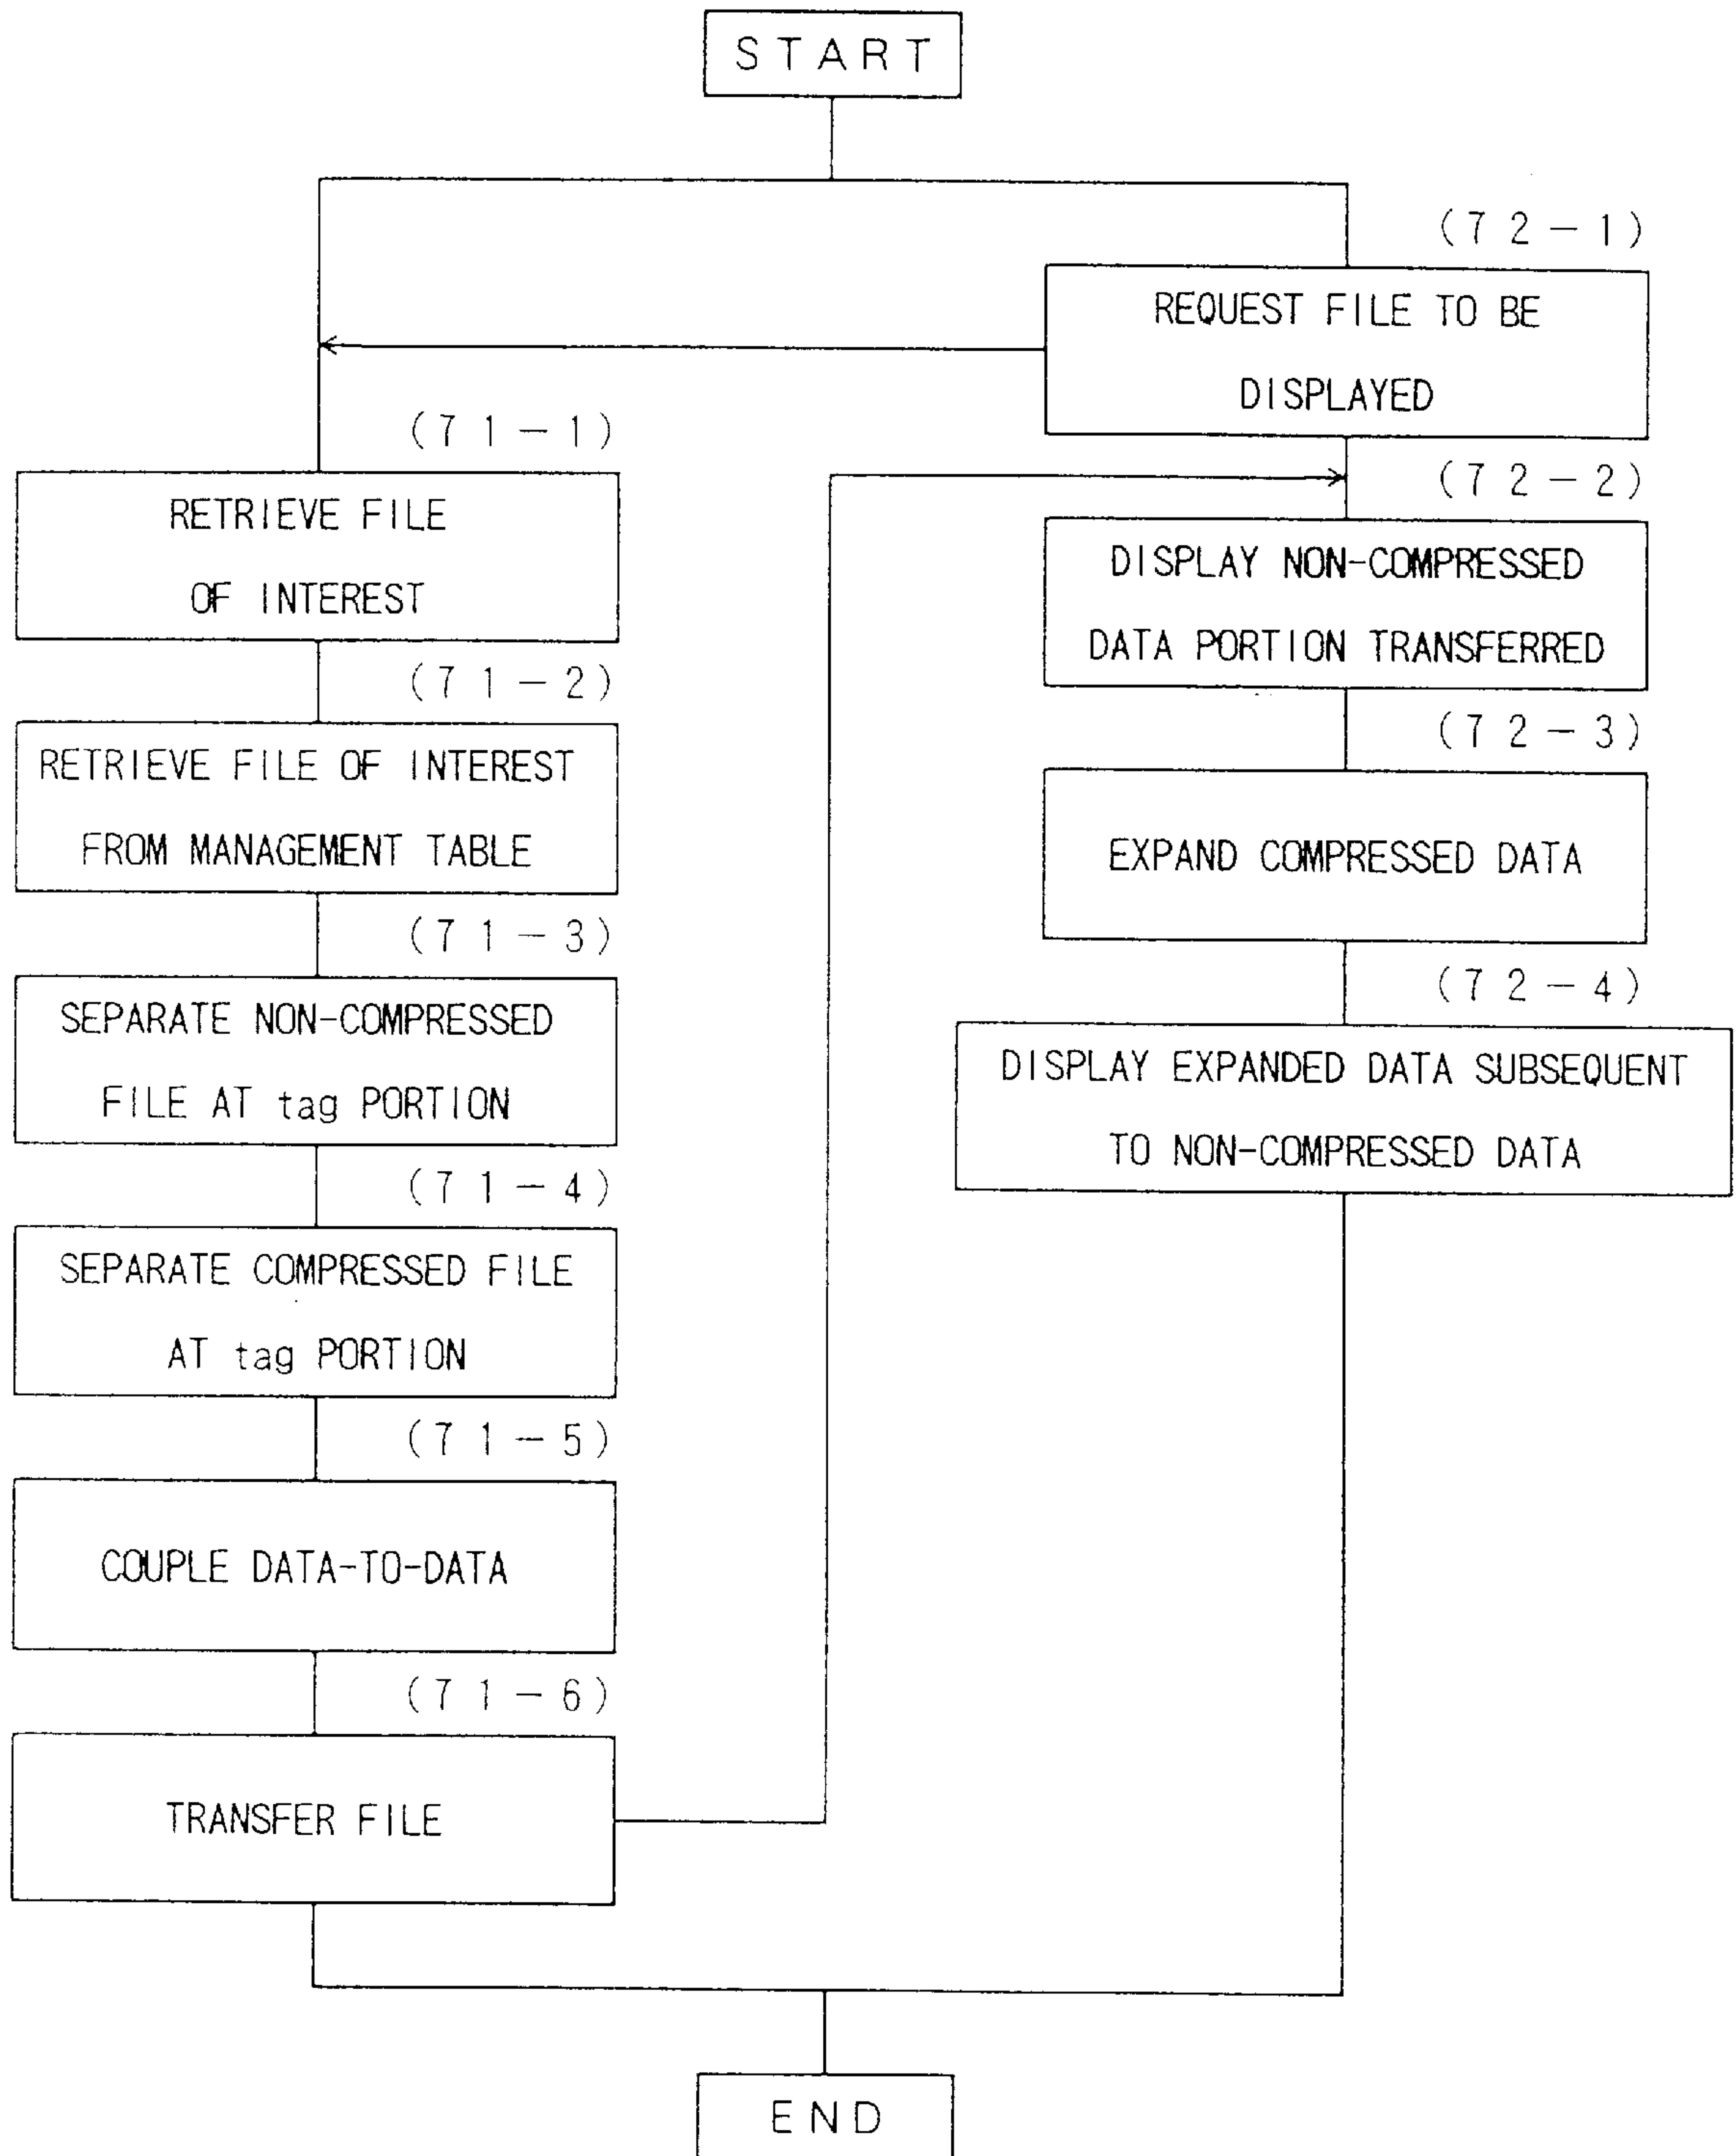 START
(72-1)
REQUEST FILE TO BE
DISPLAYED
(71-1)
RETRIEVE FILE
OF INTEREST
(72-2)
DISPLAY NON-COMPRESSED
DATA PORTION TRANSFERRED
(71-2)
RETRIEVE FILE OF INTEREST
FROM MANAGEMENT TABLE
(72-3)
EXPAND COMPRESSED DATA
(71-3)
SEPARATE NON-COMPRESSED
FILE AT tag PORTION
(72-4)
DISPLAY EXPANDED DATA SUBSEQUENT
TO NON-COMPRESSED DATA
(71-4)
SEPARATE COMPRESSED FILE
AT tag PORTION
(71-5)
COUPLE DATA-TO-DATA
(71-6)
TRANSFER FILE
END